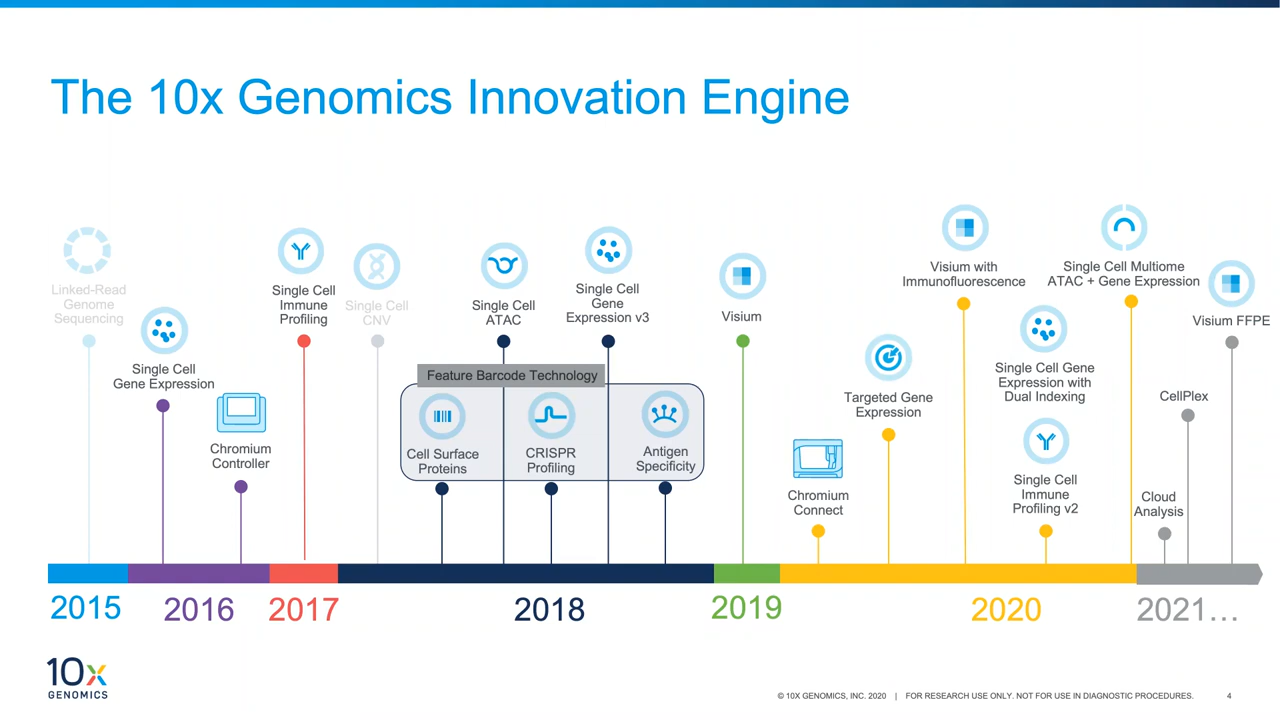 The 10x Genomics Innovation Engine
Linked-Read
Genome
Sequencing
Single Cell
Gene Expression
Chromium
Controller
Single Cell
Immune
Profiling
Single Cell
CNV
Single Cell
ATAC
Single Cell
Gene
Expression v3
Feature Barcode Technology
Cell Surface
Proteins
CRISPR
Profiling
Antigen
Specificity
Visium
Chromium
Connect
Targeted Gene
Expression
Visium with
Immunofluorescence
Single Cell Gene
Expression with
Dual Indexing
Single Cell
Immune
Profiling v2
Single Cell Multiome
ATAC + Gene Expression
Cloud
Analysis
CellPlex
Visium FFPE
2015
2016
2017
2018
2019
2020
2021…
10x
GENOMICS
© 10X GENOMICS, INC. 2020 | FOR RESEARCH USE ONLY. NOT FOR USE IN DIAGNOSTIC PROCEDURES. 4